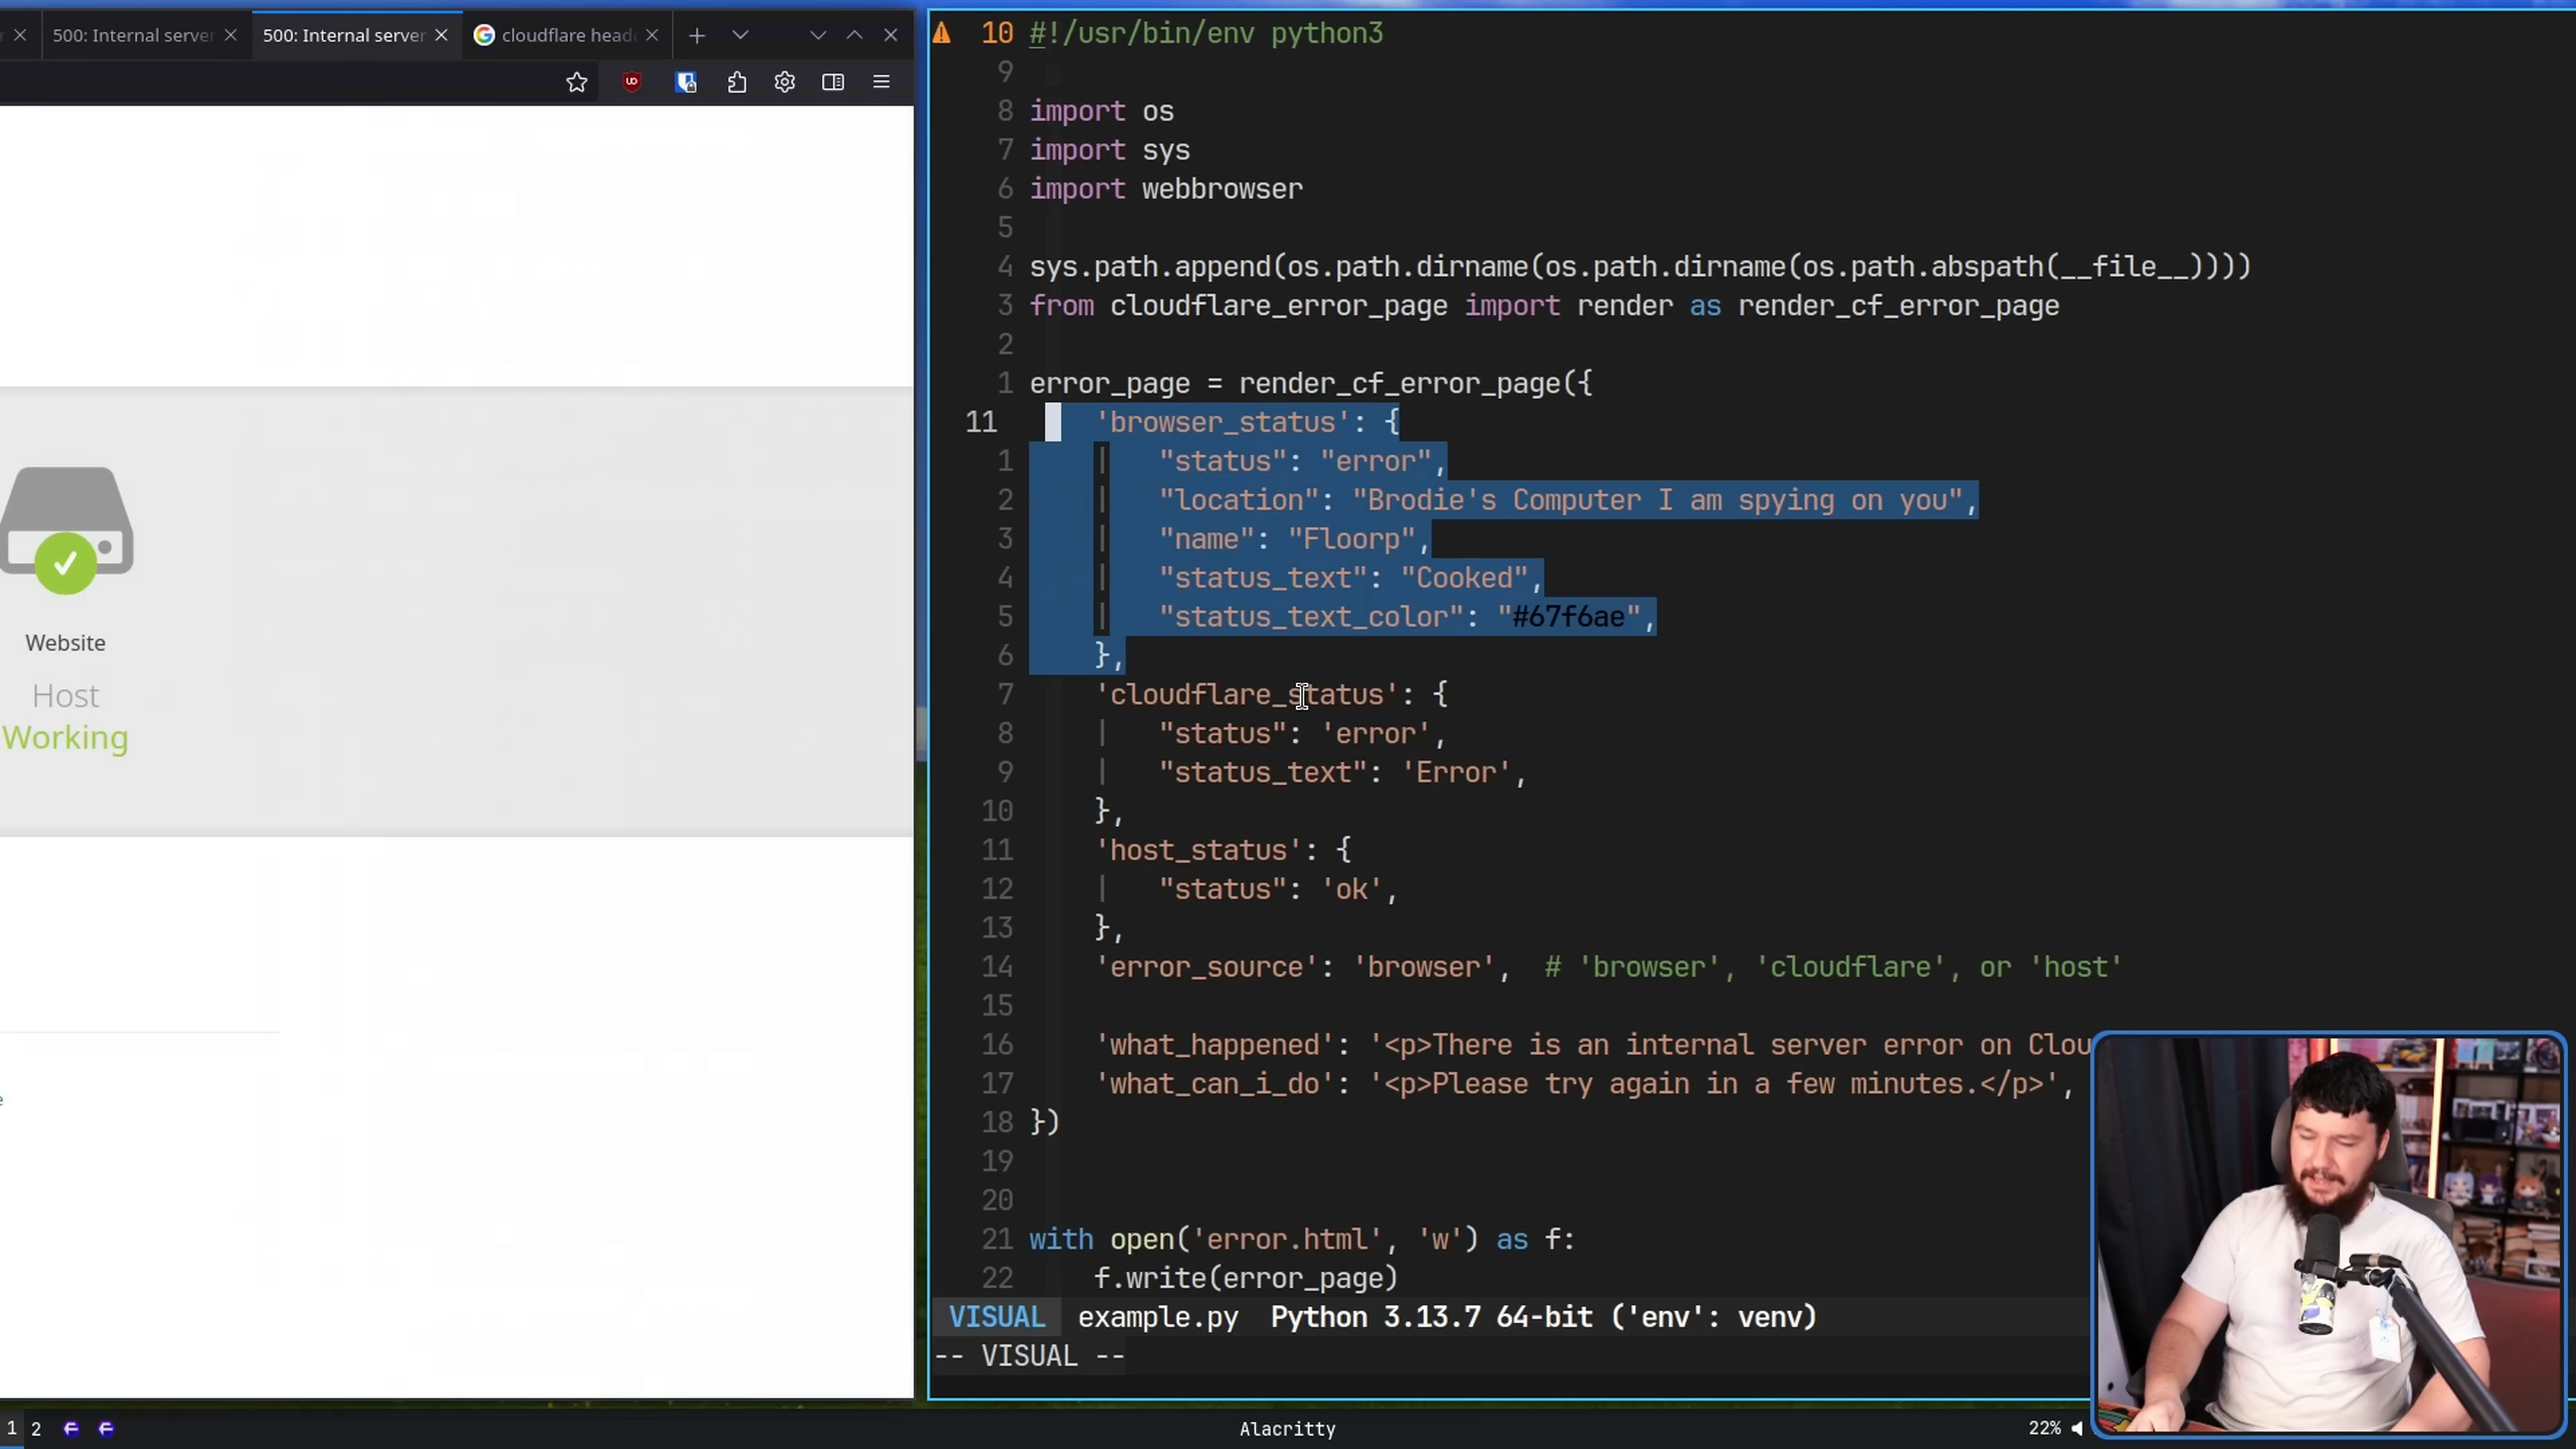 500: Internal server
500: Internal server
cloudflare head
Website
Host
Working
10 #!/usr/bin/env python3
9
8 import os
7 import sys
6 import webbrowser
5
4 sys.path.append(os.path.dirname(os.path.dirname(os.path.abspath(__file__))))
3 from cloudflare_error_page import render as render_cf_error_page
2
1 error_page = render_cf_error_page({
11 'browser_status': {
1 "status": "error",
2 "location": "Brodie's Computer I am spying on you",
3 "name": "Floorp",
4 "status_text": "Cooked",
5 "status_text_color": "#67f6ae",
6 },
7 'cloudflare_status': {
8 "status": 'error',
9 "status_text": 'Error',
10 },
11 'host_status': {
12 "status": 'ok',
13 },
14 'error_source': 'browser', # 'browser', 'cloudflare', or 'host'
15
16 'what_happened': '<p>There is an internal server error on Clou
17 'what_can_i_do': '<p>Please try again in a few minutes.</p>',
18 })
19
20
21 with open('error.html', 'w') as f:
22 f.write(error_page)
VISUAL example.py Python 3.13.7 64-bit ('env': venv)
-- VISUAL --
1 2
Alacritty
22%